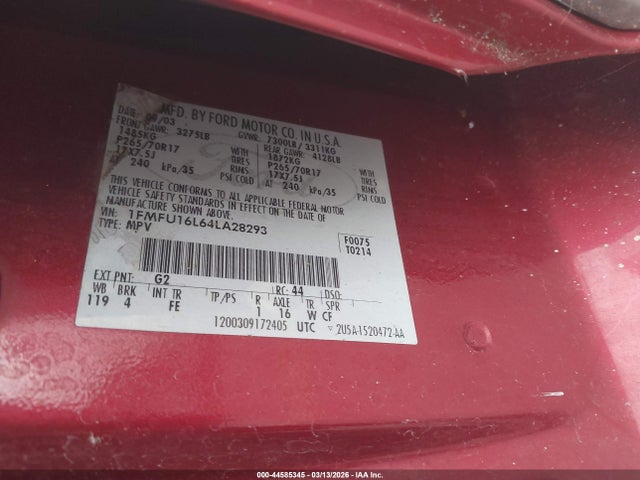 MFD. BY FORD MOTOR CO. IN U.S.A.
DATE: 09/03 GVWR: 7300LB / 3311KG
FRONT GAWR: 3275LB REAR GAWR: 4128LB
1485KG WITH 1872KG WITH
P265/70R17 TIRES P265/70R17 TIRES
17X7.5J RIMS 17X7.5J RIMS
AT 240 kPa/35 PSI COLD AT 240 kPa/35 PSI COLD
THIS VEHICLE CONFORMS TO ALL APPLICABLE FEDERAL MOTOR
VEHICLE SAFETY STANDARDS IN EFFECT ON THE DATE OF
MANUFACTURE SHOWN ABOVE.
VIN: 1FMFU16L64LA28293
TYPE: MPV
F0075
T0214
EXT PNT: G2 RC: 44 DSO:
WB BRK INT TR TP/PS R AXLE TR SPR
119 4 FE 1 16 W CF
1200309172405 UTC ▽ 2U5A-1520472-AA
000-44585345 - 03/13/2026 - IAA Inc.